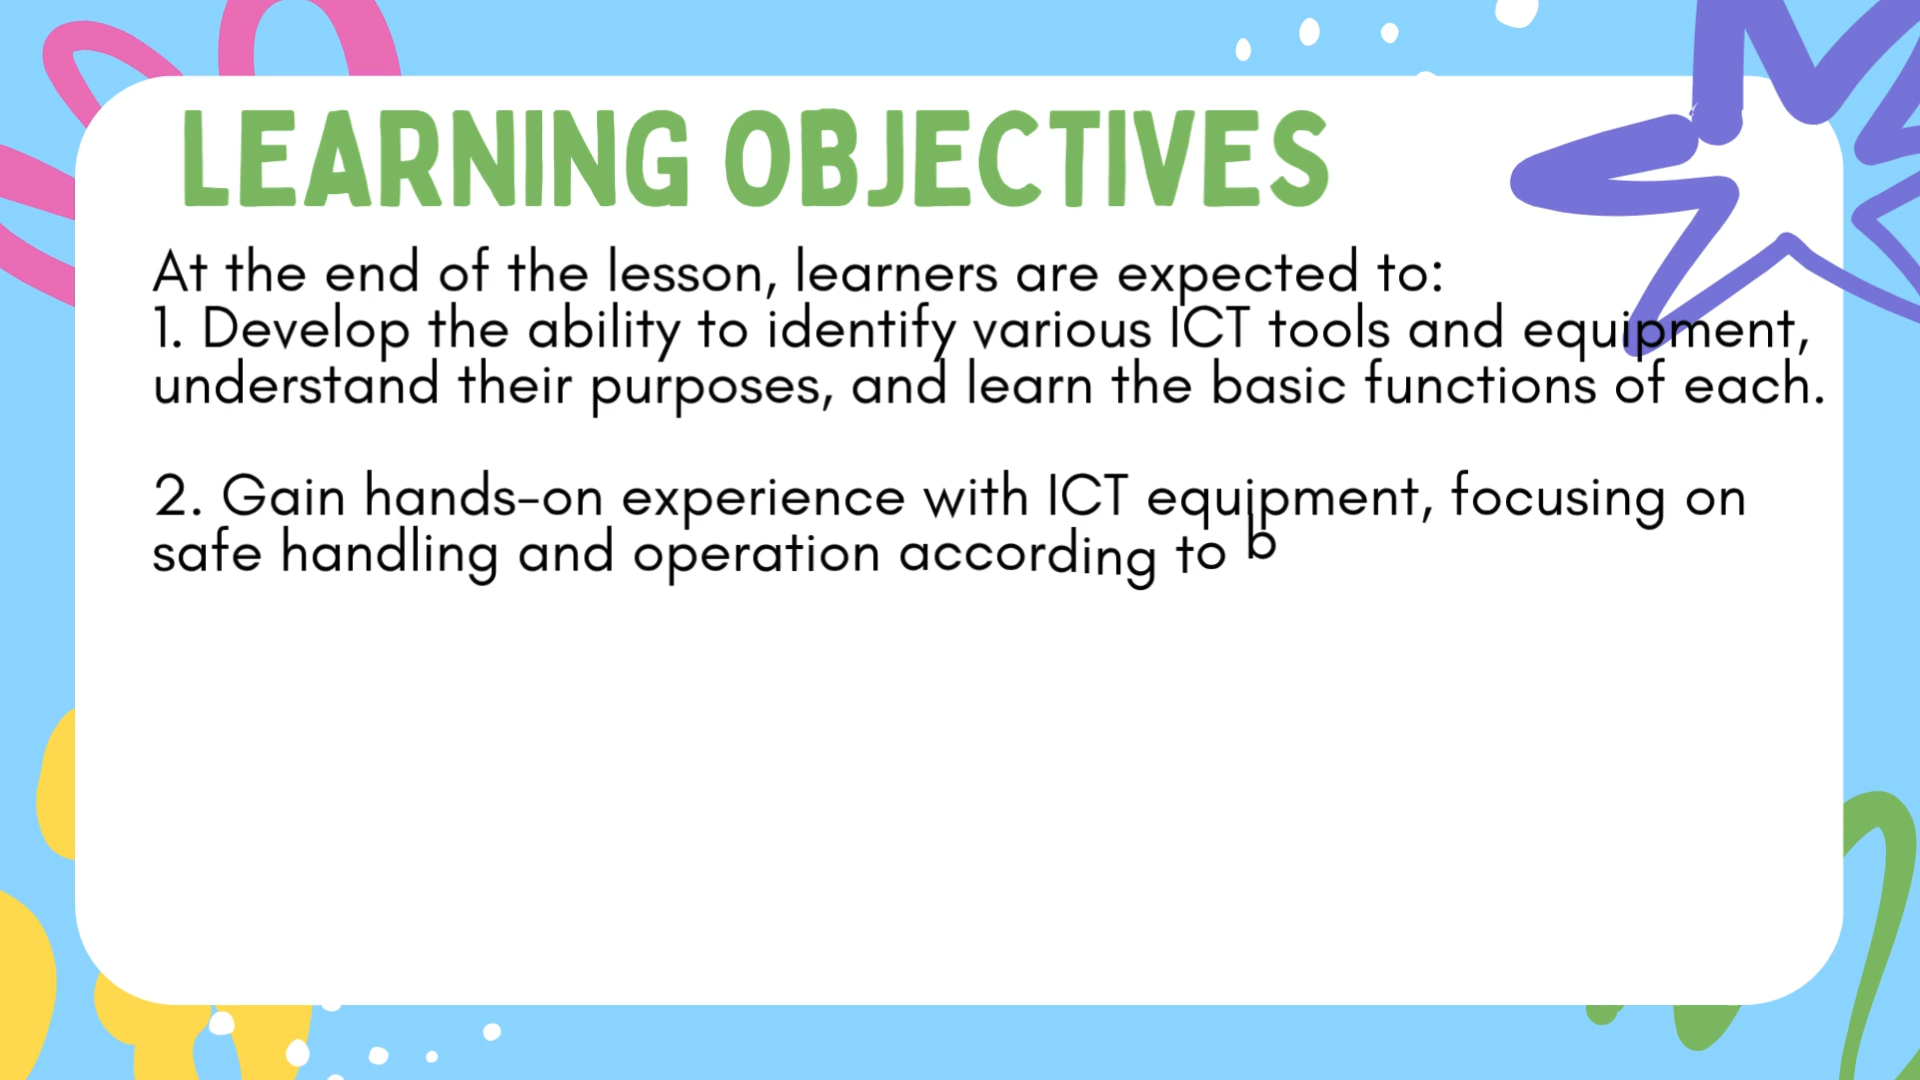 LEARNING OBJECTIVES
At the end of the lesson, learners are expected to:
1. Develop the ability to identify various ICT tools and equipment,
understand their purposes, and learn the basic functions of each.
2. Gain hands-on experience with ICT equipment, focusing on
safe handling and operation according to b